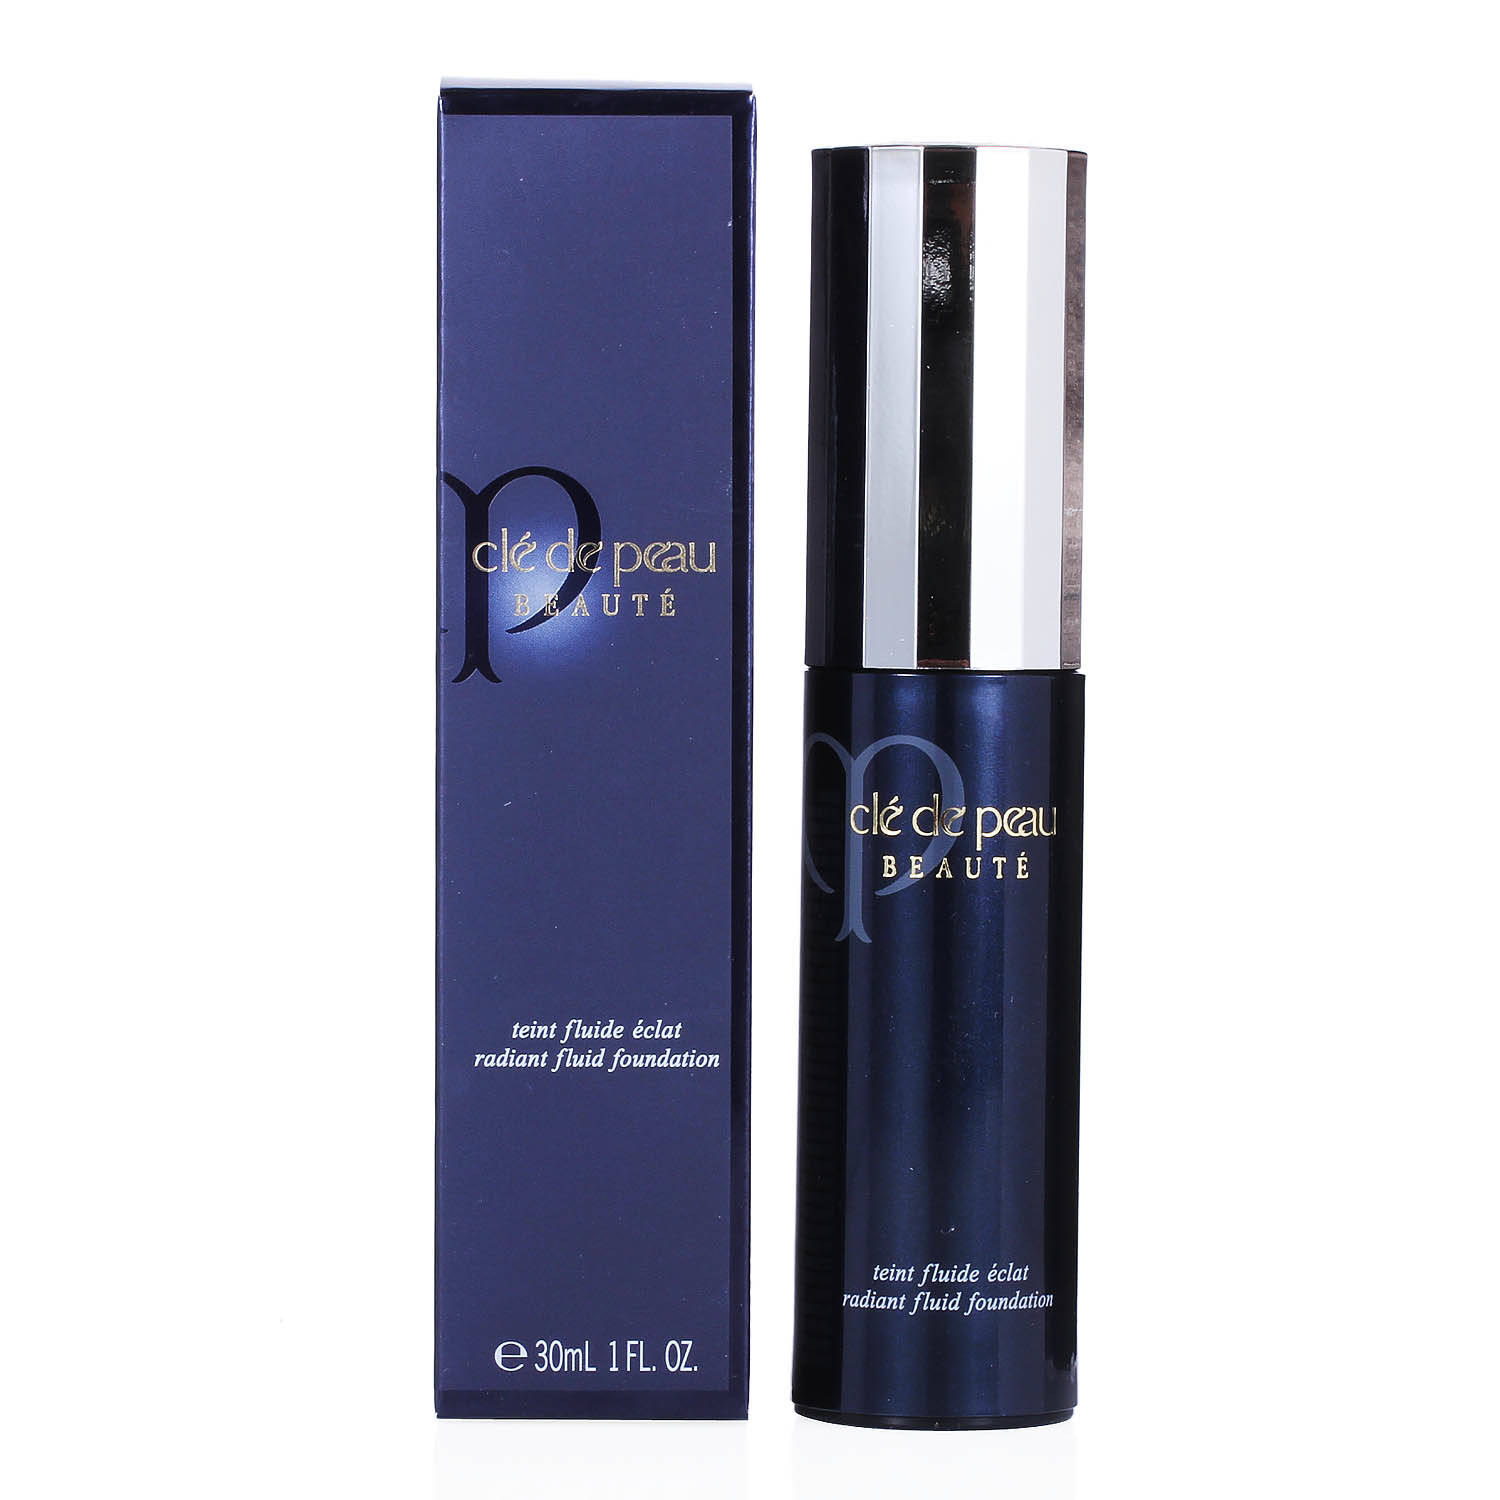 clé de peau
BEAUTÉ
teint fluide éclat
radiant fluid foundation
℮ 30mL 1 FL. OZ.
clé de peau
BEAUTÉ
teint fluide éclat
radiant fluid foundation